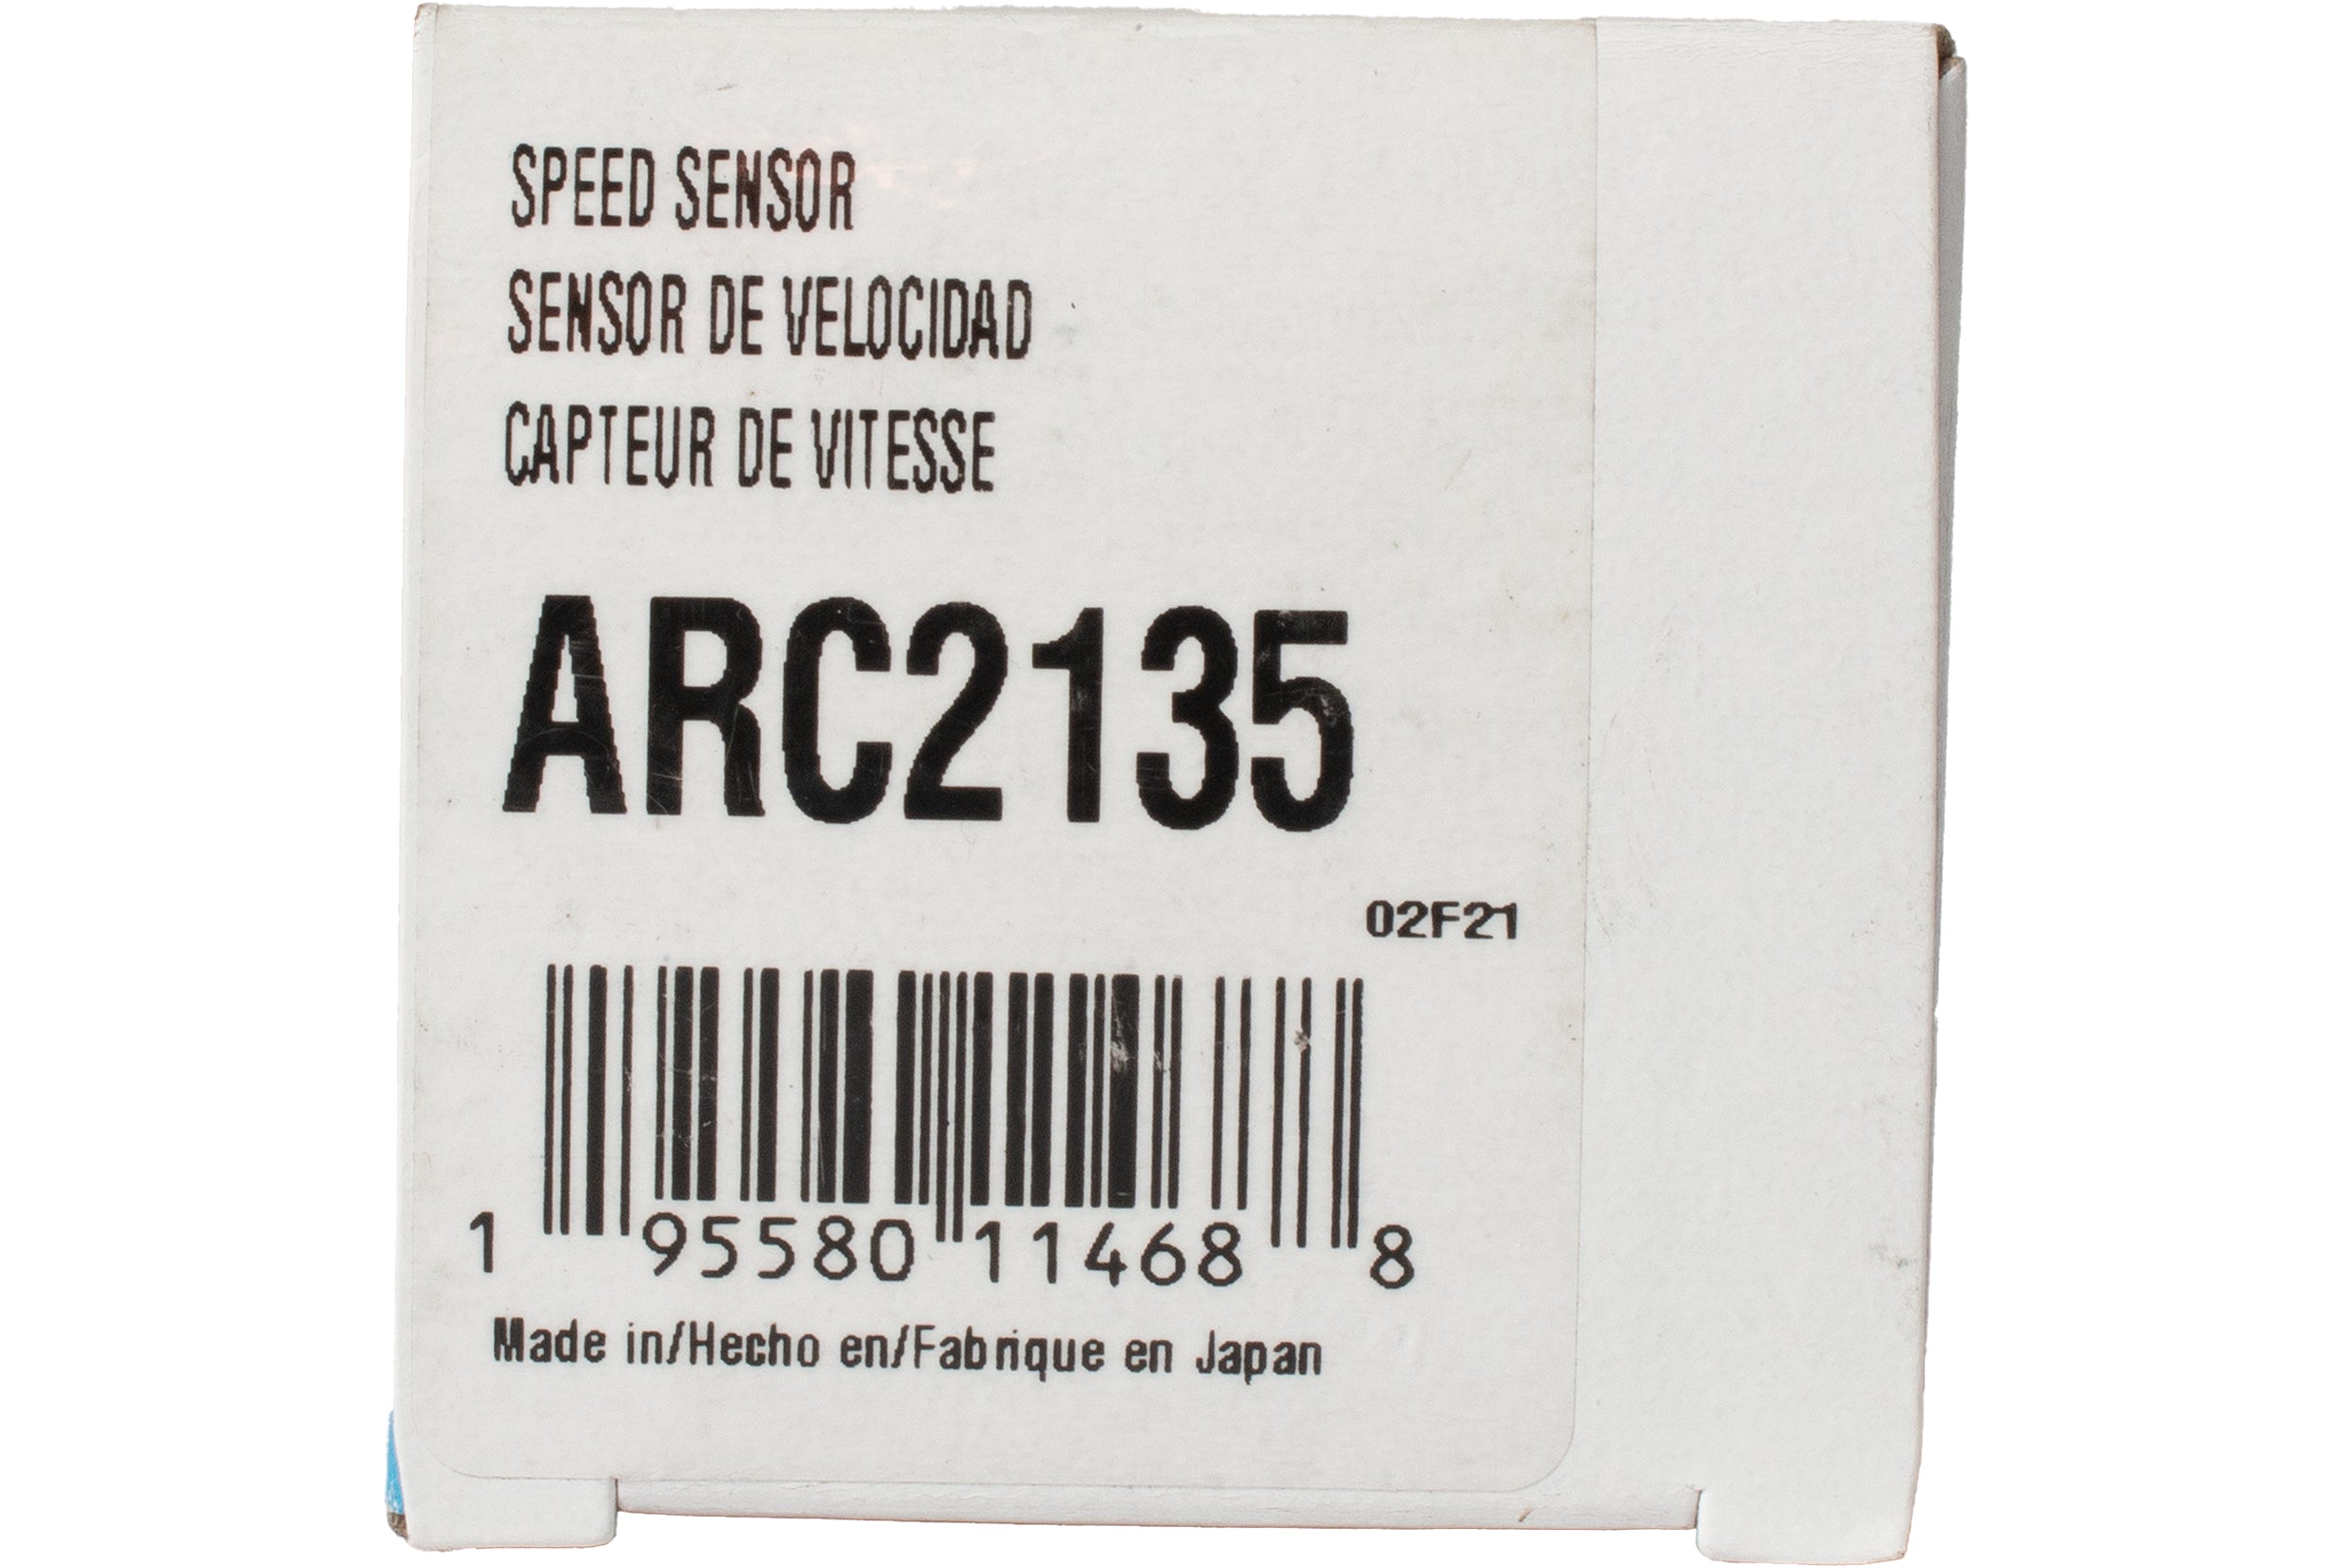 SPEED SENSOR
SENSOR DE VELOCIDAD
CAPTEUR DE VITESSE
ARC2135
02F21
1 95580 11468 8
Made in/Hecho en/Fabrique en Japan